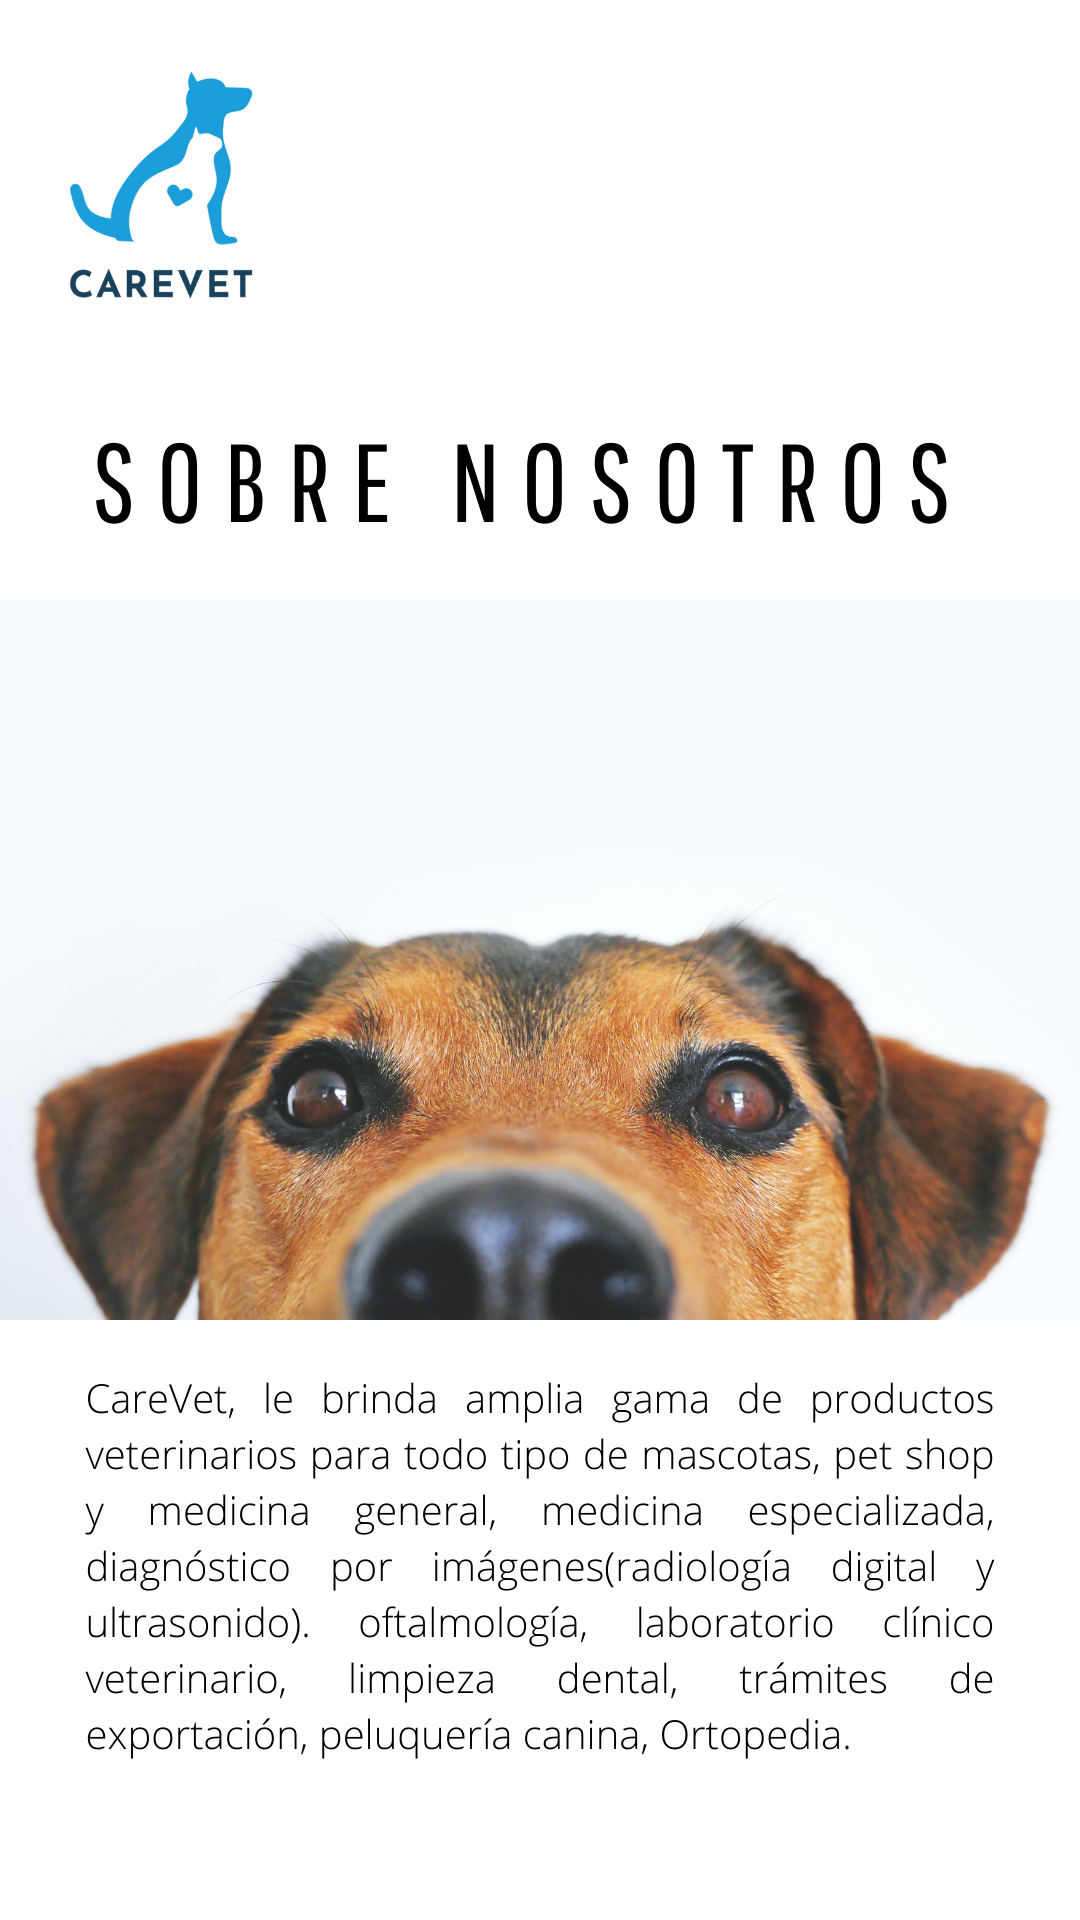 CAREVET
SOBRE NOSOTROS
CareVet, le brinda amplia gama de productos
veterinarios para todo tipo de mascotas, pet shop
y medicina general, medicina especializada,
diagnóstico por imágenes(radiología digital y
ultrasonido). oftalmología, laboratorio clínico
veterinario, limpieza dental, trámites de
exportación, peluquería canina, Ortopedia.